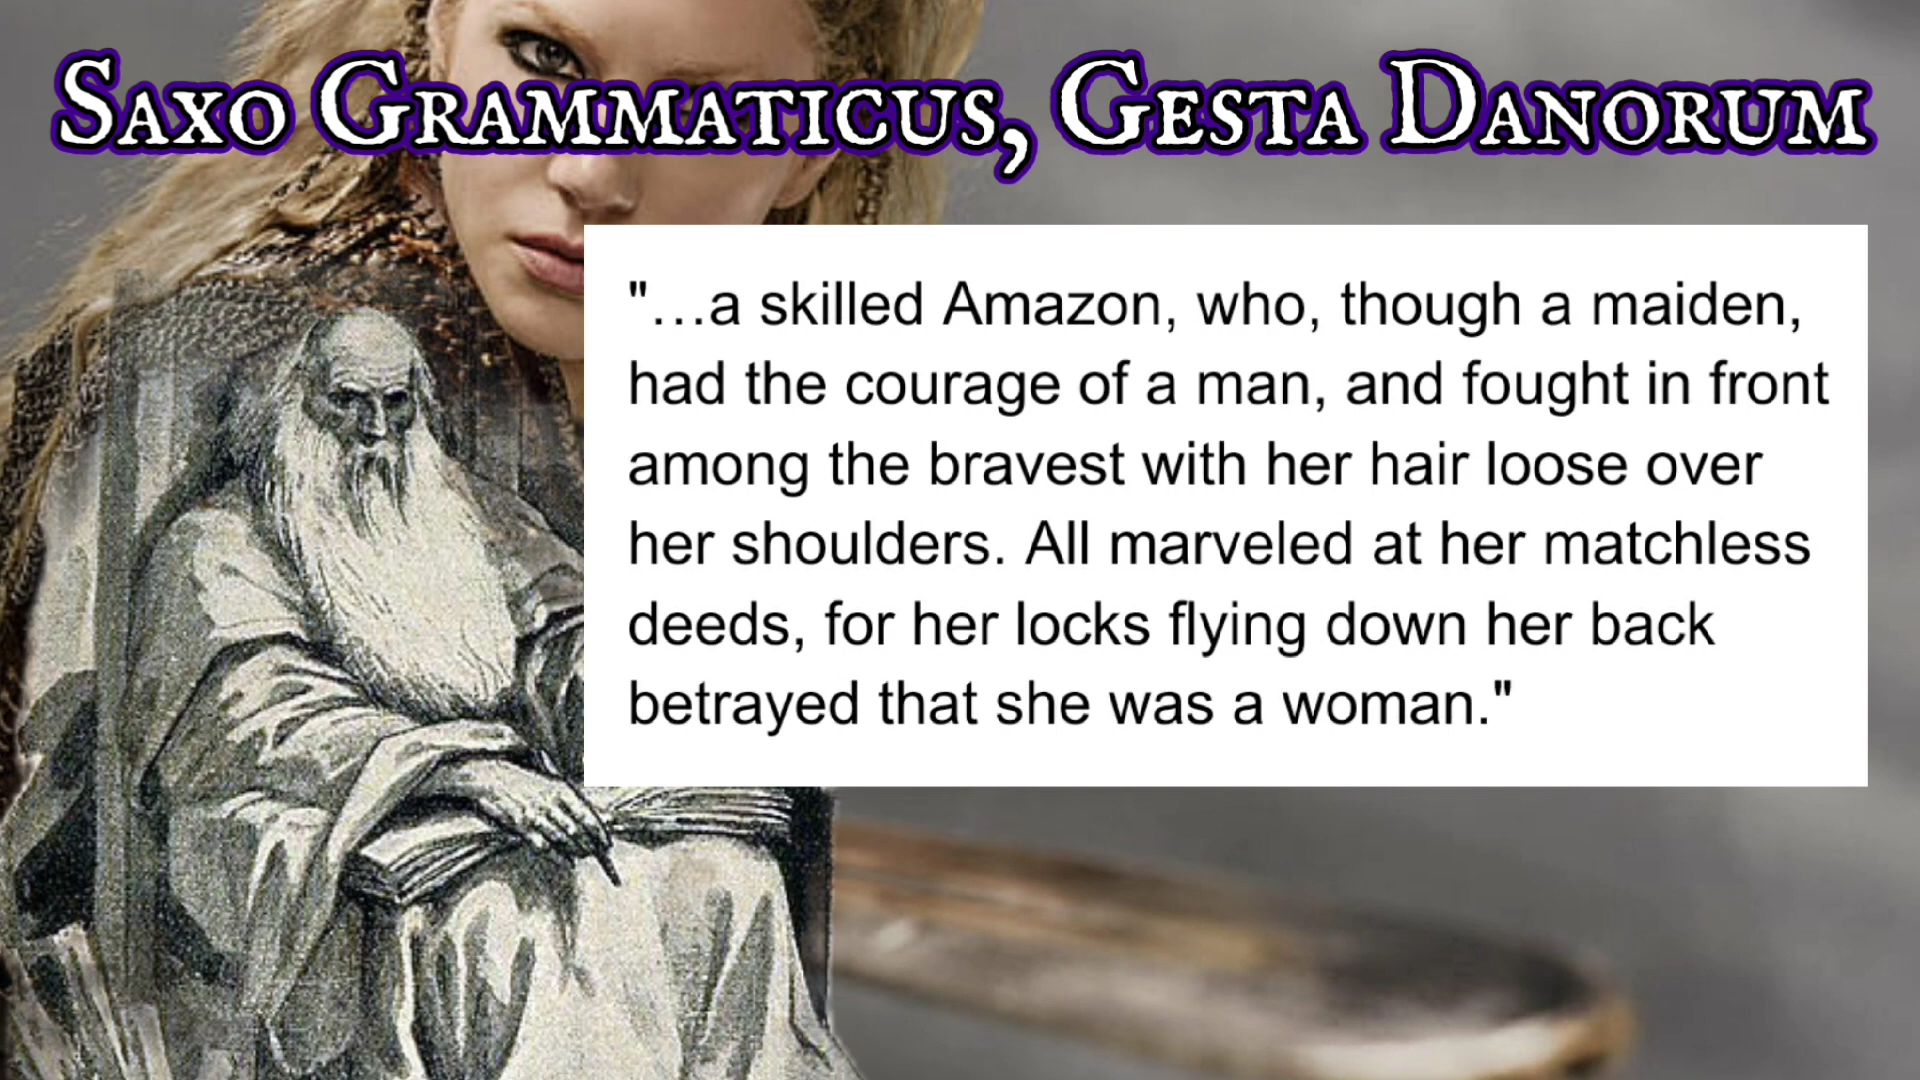 Saxo Grammaticus, Gesta Danorum
"…a skilled Amazon, who, though a maiden,
had the courage of a man, and fought in front
among the bravest with her hair loose over
her shoulders. All marveled at her matchless
deeds, for her locks flying down her back
betrayed that she was a woman."